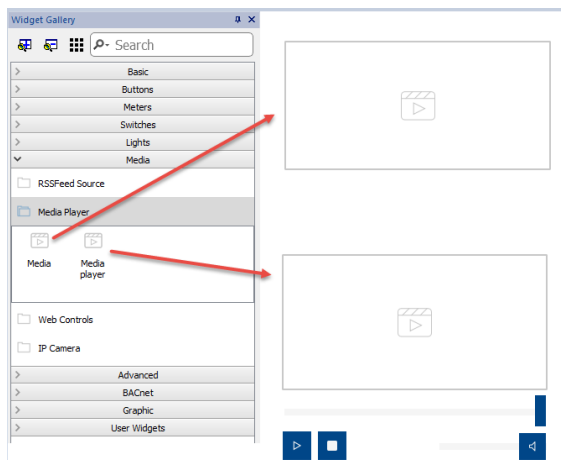 Widget Gallery
Search
Basic
Buttons
Meters
Switches
Lights
Media
RSSFeed Source
Media Player
Media
Media
player
Web Controls
IP Camera
Advanced
BACnet
Graphic
User Widgets